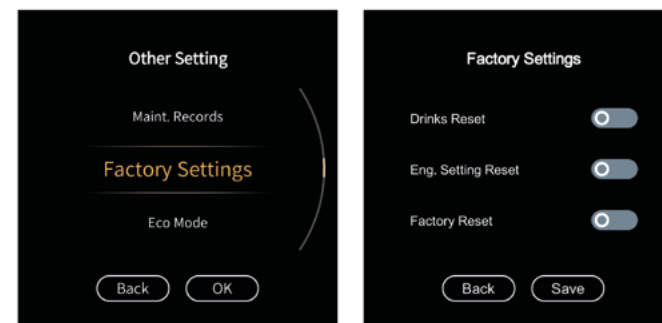 Other Setting
Maint. Records
Factory Settings
Eco Mode
Back OK
Factory Settings
Drinks Reset
Eng. Setting Reset
Factory Reset
Back Save